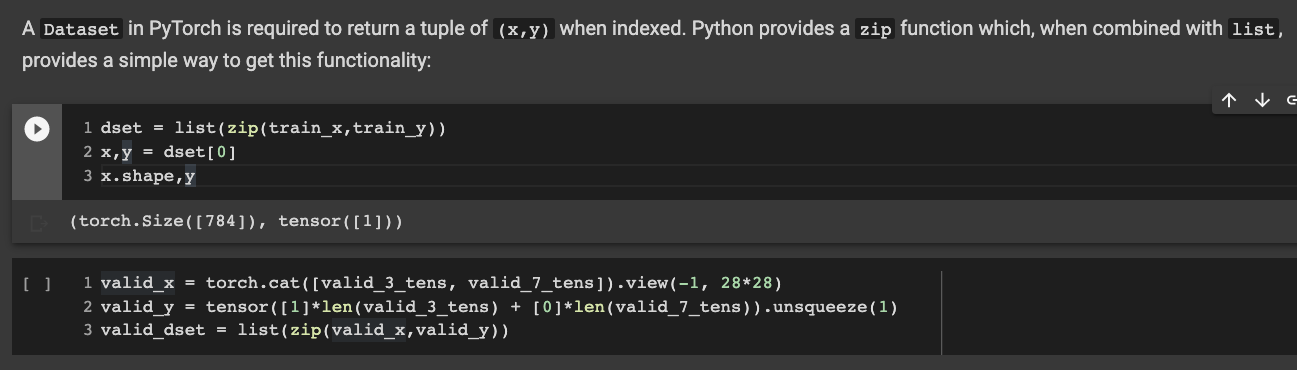 A Dataset in PyTorch is required to return a tuple of (x,y) when indexed. Python provides a zip function which, when combined with list,
provides a simple way to get this functionality:
1 dset = list(zip(train_x,train_y))
2 x,y = dset[0]
3 x.shape,y
(torch.Size([784]), tensor([1]))
[ ] 1 valid_x = torch.cat([valid_3_tens, valid_7_tens]).view(-1, 28*28)
2 valid_y = tensor([1]*len(valid_3_tens) + [0]*len(valid_7_tens)).unsqueeze(1)
3 valid_dset = list(zip(valid_x,valid_y))